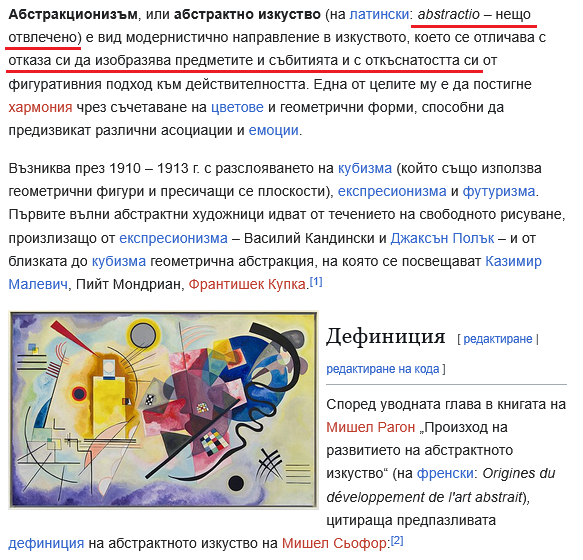 Абстракционизъм, или абстрактно изкуство (на латински: abstractio – нещо
отвлечено) е вид модернистично направление в изкуството, което се отличава с
отказа си да изобразява предметите и събитията и с откъснатостта си от
фигуративния подход към действителността. Една от целите му е да постигне
хармония чрез съчетаване на цветове и геометрични форми, способни да
предизвикат различни асоциации и емоции.
Възниква през 1910 – 1913 г. с разслояването на кубизма (който също използва
геометрични фигури и пресичащи се плоскости), експресионизма и футуризма.
Първите вълни абстрактни художници идват от течението на свободното рисуване,
произлизащо от експресионизма – Василий Кандински и Джаксън Полък – и от
близката до кубизма геометрична абстракция, на която се посвещават Казимир
Малевич, Пийт Мондриан, Франтишек Купка.[1]
Дефиниция [ редактиране |
редактиране на кода ]
Според уводната глава в книгата на
Мишел Рагон „Произход на
развитието на абстрактното
изкуство“ (на френски: Origines du
développement de l'art abstrait),
цитираща предпазливата
дефиниция на абстрактното изкуство на Мишел Сьофор:[2]